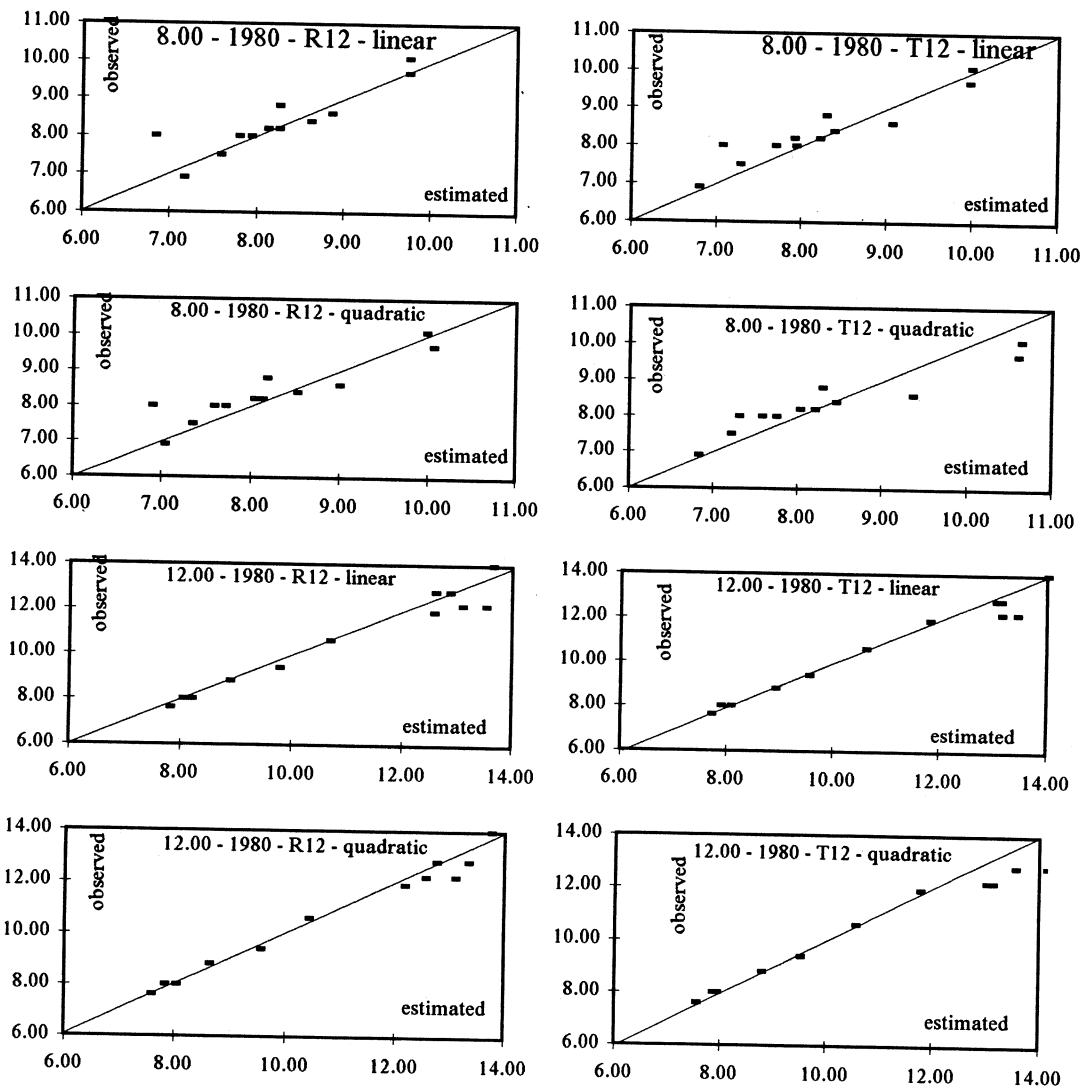 11.00
10.00
9.00
8.00
7.00
6.00
observed
8.00 - 1980 - R12 - linear
estimated
6.00 7.00 8.00 9.00 10.00 11.00
11.00
10.00
9.00
8.00
7.00
6.00
observed
8.00 - 1980 - T12 - linear
estimated
6.00 7.00 8.00 9.00 10.00 11.00
11.00
10.00
9.00
8.00
7.00
6.00
observed
8.00 - 1980 - R12 - quadratic
estimated
6.00 7.00 8.00 9.00 10.00 11.00
11.00
10.00
9.00
8.00
7.00
6.00
observed
8.00 - 1980 - T12 - quadratic
estimated
6.00 7.00 8.00 9.00 10.00 11.00
14.00
12.00
10.00
8.00
6.00
observed
12.00 - 1980 - R12 - linear
estimated
6.00 8.00 10.00 12.00 14.00
14.00
12.00
10.00
8.00
6.00
observed
12.00 - 1980 - T12 - linear
estimated
6.00 8.00 10.00 12.00 14.00
14.00
12.00
10.00
8.00
6.00
observed
12.00 - 1980 - R12 - quadratic
estimated
6.00 8.00 10.00 12.00 14.00
14.00
12.00
10.00
8.00
6.00
observed
12.00 - 1980 - T12 - quadratic
estimated
6.00 8.00 10.00 12.00 14.00